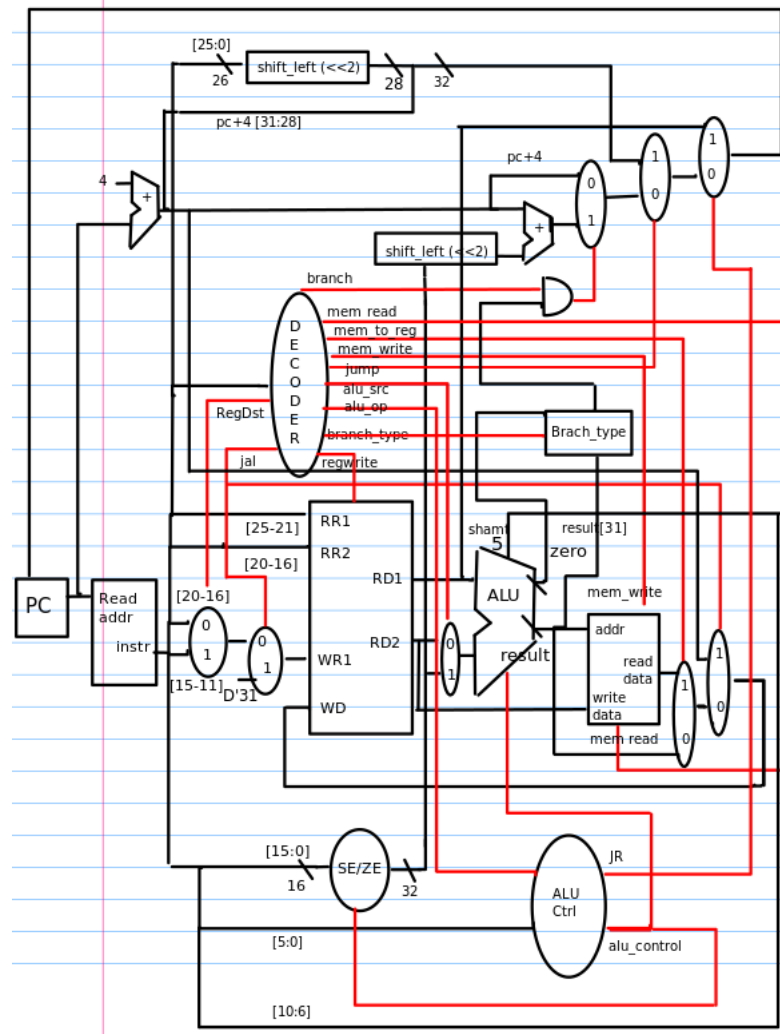 [25:0]
shift_left (<<2)
26
28
32
pc+4 [31:28]
pc+4
1
0
1
0
0
1
4
+
+
shift_left (<<2)
branch
mem read
mem_to_reg
mem_write
jump
alu_src
alu_op
branch_type
regwrite
DECODER
RegDst
jal
Brach_type
[25-21]
[20-16]
RR1
RR2
RD1
RD2
WR1
WD
shamt
5
result[31]
zero
ALU
result
mem_write
PC
Read
addr
instr
[20-16]
0
1
[15-11]
0
1
D'31
0
1
addr
read
data
write
data
mem read
1
0
1
0
[15:0]
16
SE/ZE
32
JR
ALU
Ctrl
alu_control
[5:0]
[10:6]